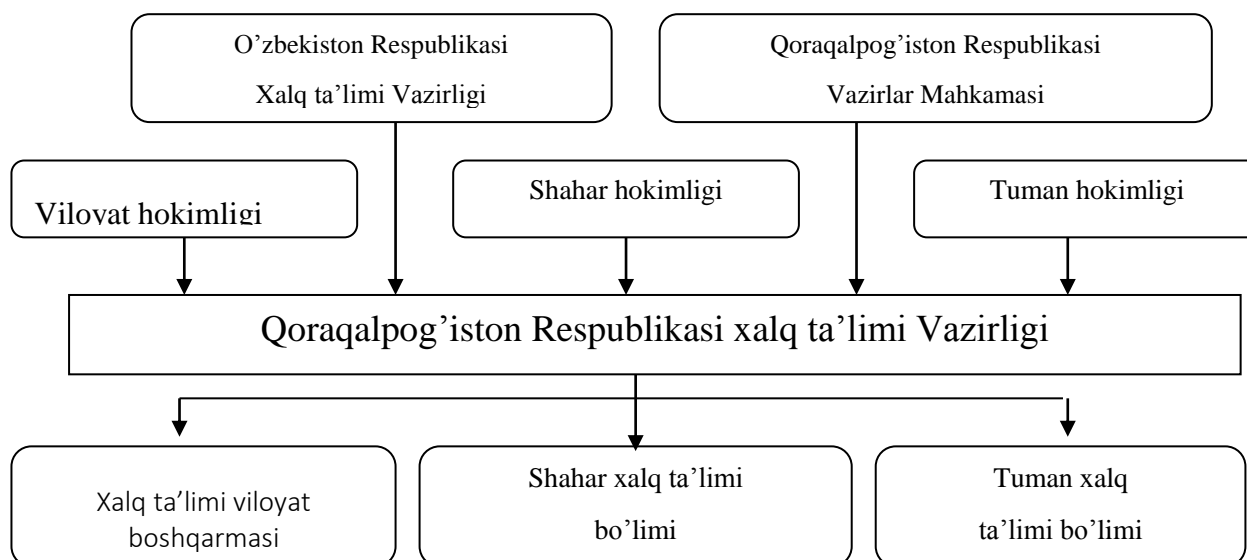 O’zbekiston Respublikasi
Xalq ta’limi Vazirligi
Qoraqalpog’iston Respublikasi
Vazirlar Mahkamasi
Viloyat hokimligi
Shahar hokimligi
Tuman hokimligi
Qoraqalpog’iston Respublikasi xalq ta’limi Vazirligi
Xalq ta’limi viloyat
boshqarmasi
Shahar xalq ta’limi
bo’limi
Tuman xalq
ta’limi bo’limi